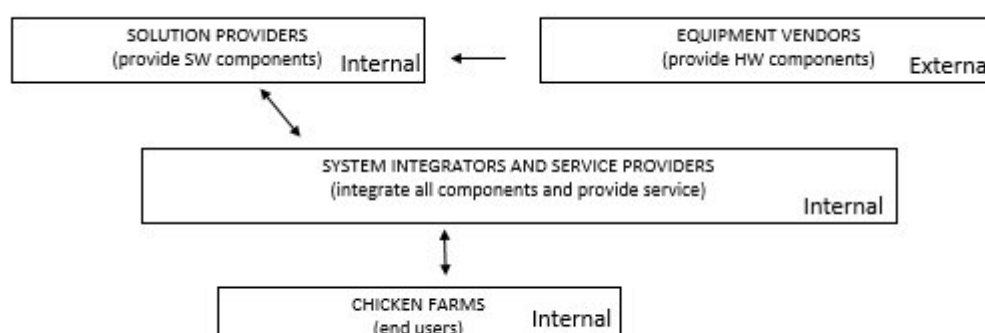 SOLUTION PROVIDERS
(provide SW components)
Internal
EQUIPMENT VENDORS
(provide HW components)
External
SYSTEM INTEGRATORS AND SERVICE PROVIDERS
(integrate all components and provide service)
Internal
CHICKEN FARMS
(end users)
Internal